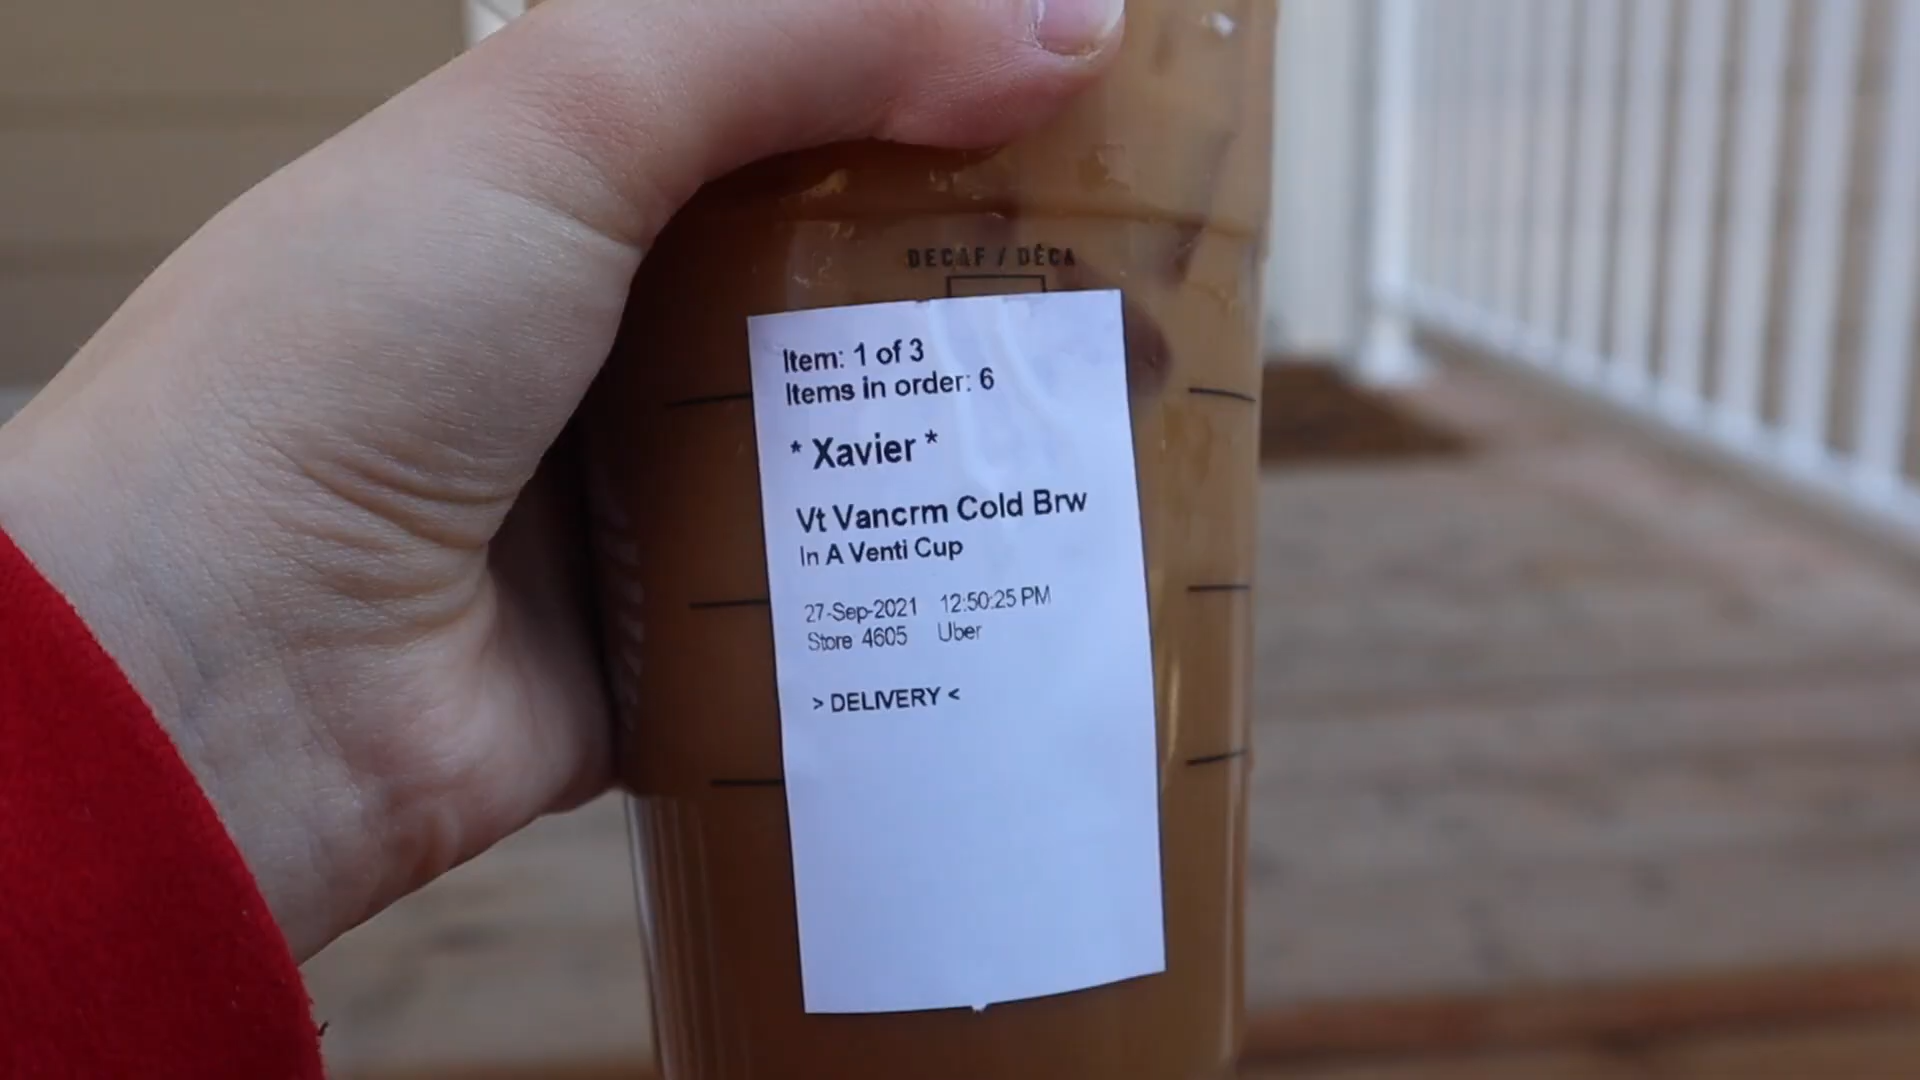 DECAF / DÉCA
Item: 1 of 3
Items in order: 6
* Xavier *
Vt Vancrm Cold Brw
In A Venti Cup
27-Sep-2021 12:50:25 PM
Store 4605 Uber
> DELIVERY <